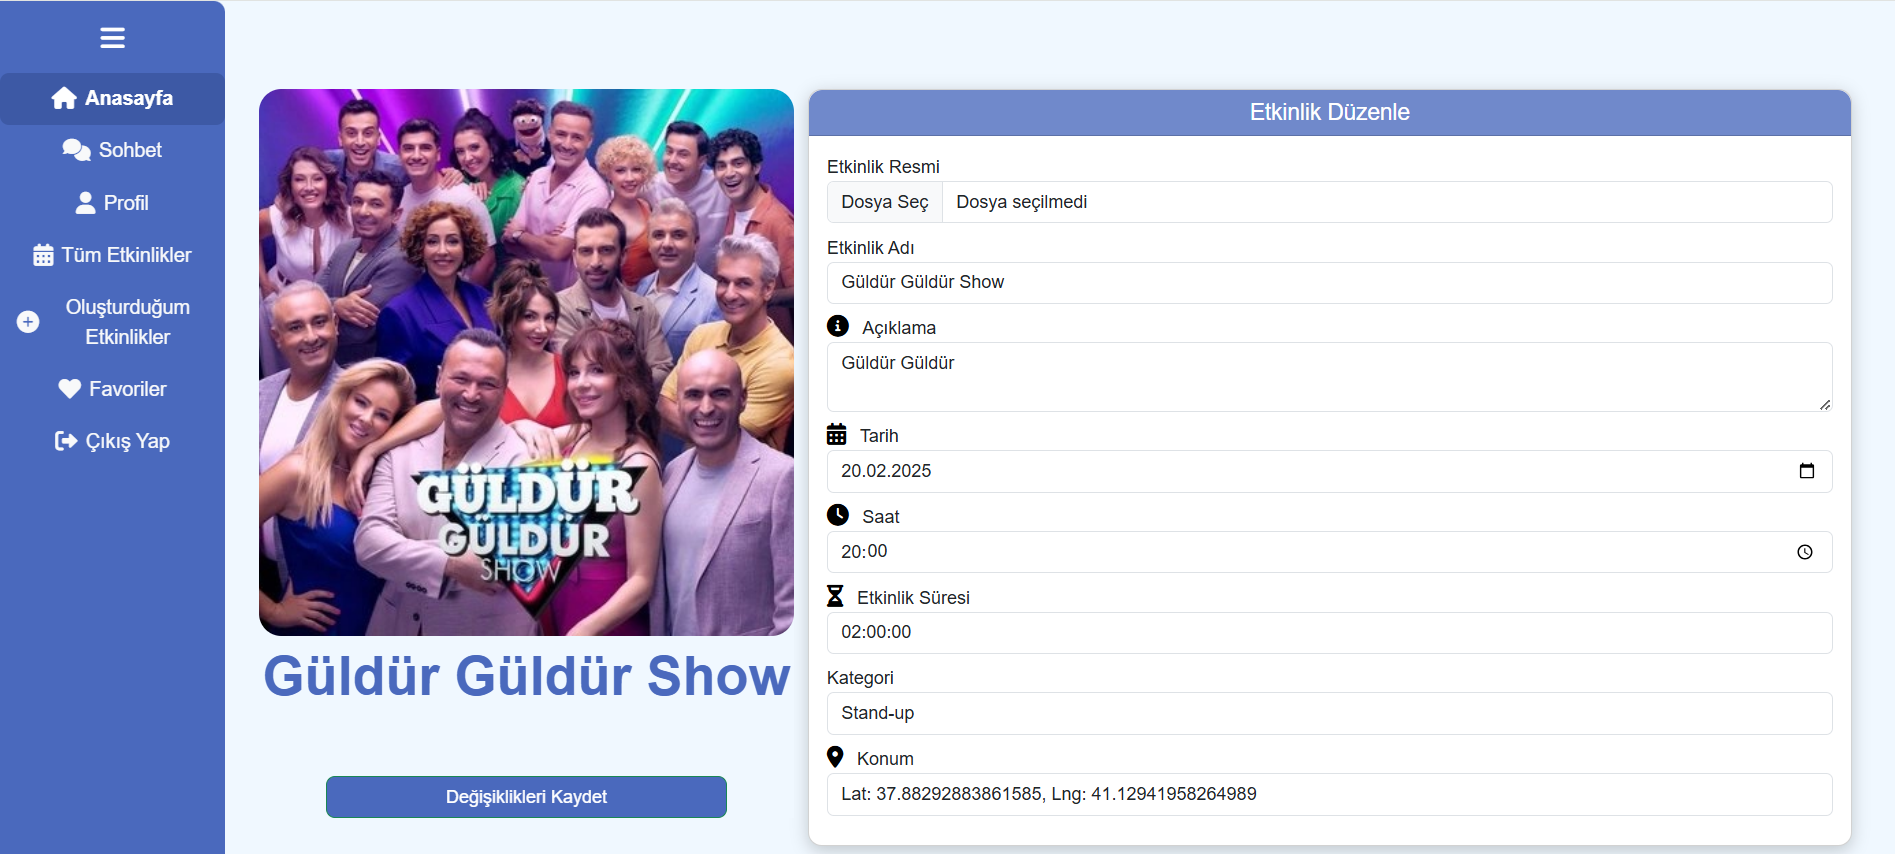 Anasayfa
Sohbet
Profil
Tüm Etkinlikler
Oluşturduğum
Etkinlikler
Favoriler
Çıkış Yap
GÜLDÜR
GÜLDÜR
SHOW
Güldür Güldür Show
Değişiklikleri Kaydet
Etkinlik Düzenle
Etkinlik Resmi
Dosya Seç Dosya seçilmedi
Etkinlik Adı
Güldür Güldür Show
Açıklama
Güldür Güldür
Tarih
20.02.2025
Saat
20:00
Etkinlik Süresi
02:00:00
Kategori
Stand-up
Konum
Lat: 37.88292883861585, Lng: 41.12941958264989